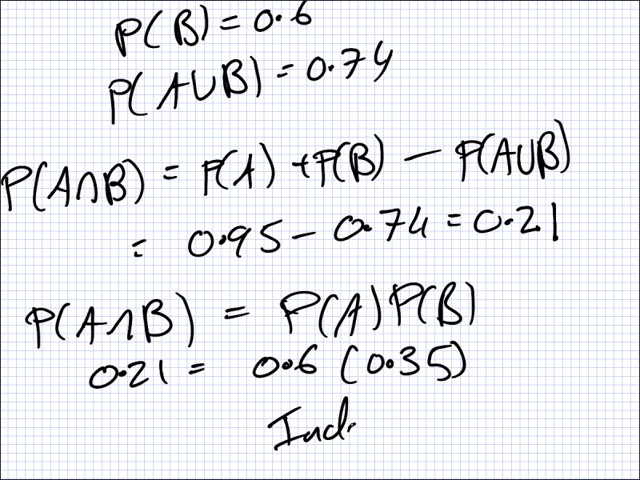 P(B) = 0.6
P(A∪B) = 0.74
P(A∩B) = P(A) + P(B) − P(A∪B)
= 0.95 − 0.74 = 0.21
P(A∩B) = P(A)P(B)
0.21 = 0.6 (0.35)
Ind.